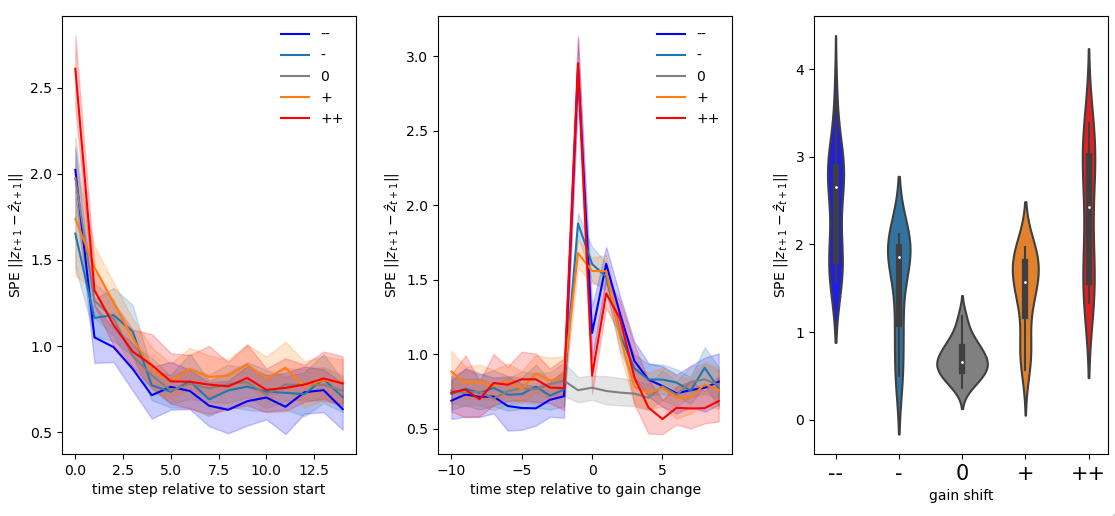 SPE ||z_{t+1} − ẑ_{t+1}||
2.5
2.0
1.5
1.0
0.5
0.0 2.5 5.0 7.5 10.0 12.5
time step relative to session start
--
-
0
+
++
SPE ||z_{t+1} − ẑ_{t+1}||
3.0
2.5
2.0
1.5
1.0
0.5
−10 −5 0 5
time step relative to gain change
--
-
0
+
++
SPE ||z_{t+1} − ẑ_{t+1}||
4
3
2
1
0
-- - 0 + ++
gain shift